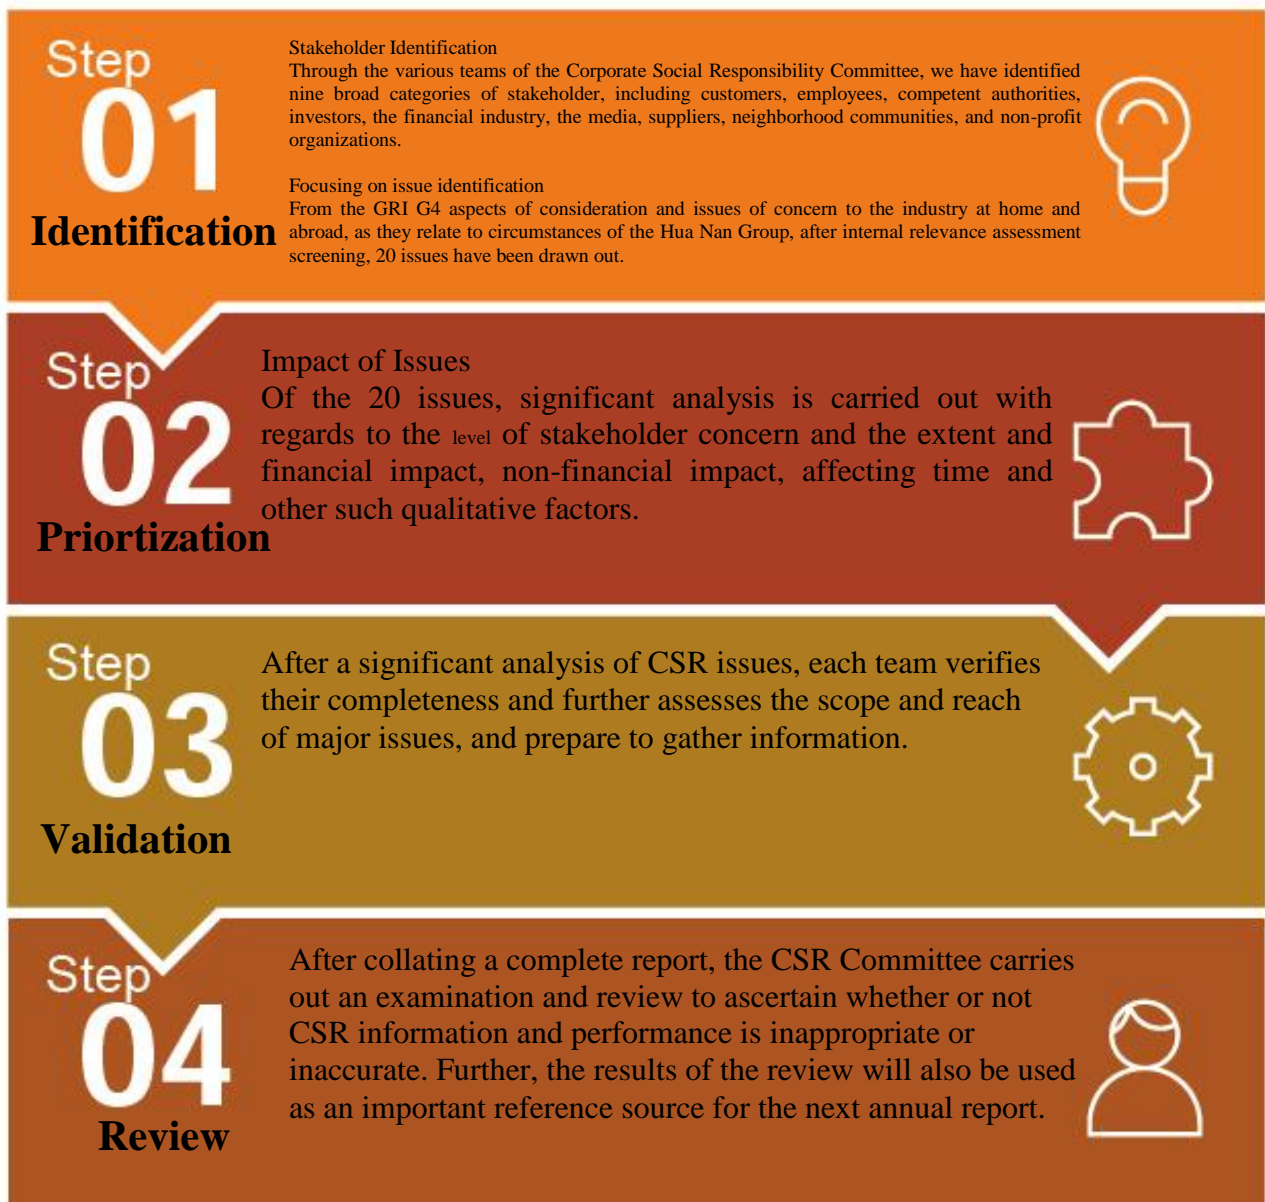 Step
01
Identification
Stakeholder Identification
Through the various teams of the Corporate Social Responsibility Committee, we have identified
nine broad categories of stakeholder, including customers, employees, competent authorities,
investors, the financial industry, the media, suppliers, neighborhood communities, and non-profit
organizations.
Focusing on issue identification
From the GRI G4 aspects of consideration and issues of concern to the industry at home and
abroad, as they relate to circumstances of the Hua Nan Group, after internal relevance assessment
screening, 20 issues have been drawn out.
Step
02
Priortization
Impact of Issues
Of the 20 issues, significant analysis is carried out with
regards to the level of stakeholder concern and the extent and
financial impact, non-financial impact, affecting time and
other such qualitative factors.
Step
03
Validation
After a significant analysis of CSR issues, each team verifies
their completeness and further assesses the scope and reach
of major issues, and prepare to gather information.
Step
04
Review
After collating a complete report, the CSR Committee carries
out an examination and review to ascertain whether or not
CSR information and performance is inappropriate or
inaccurate. Further, the results of the review will also be used
as an important reference source for the next annual report.